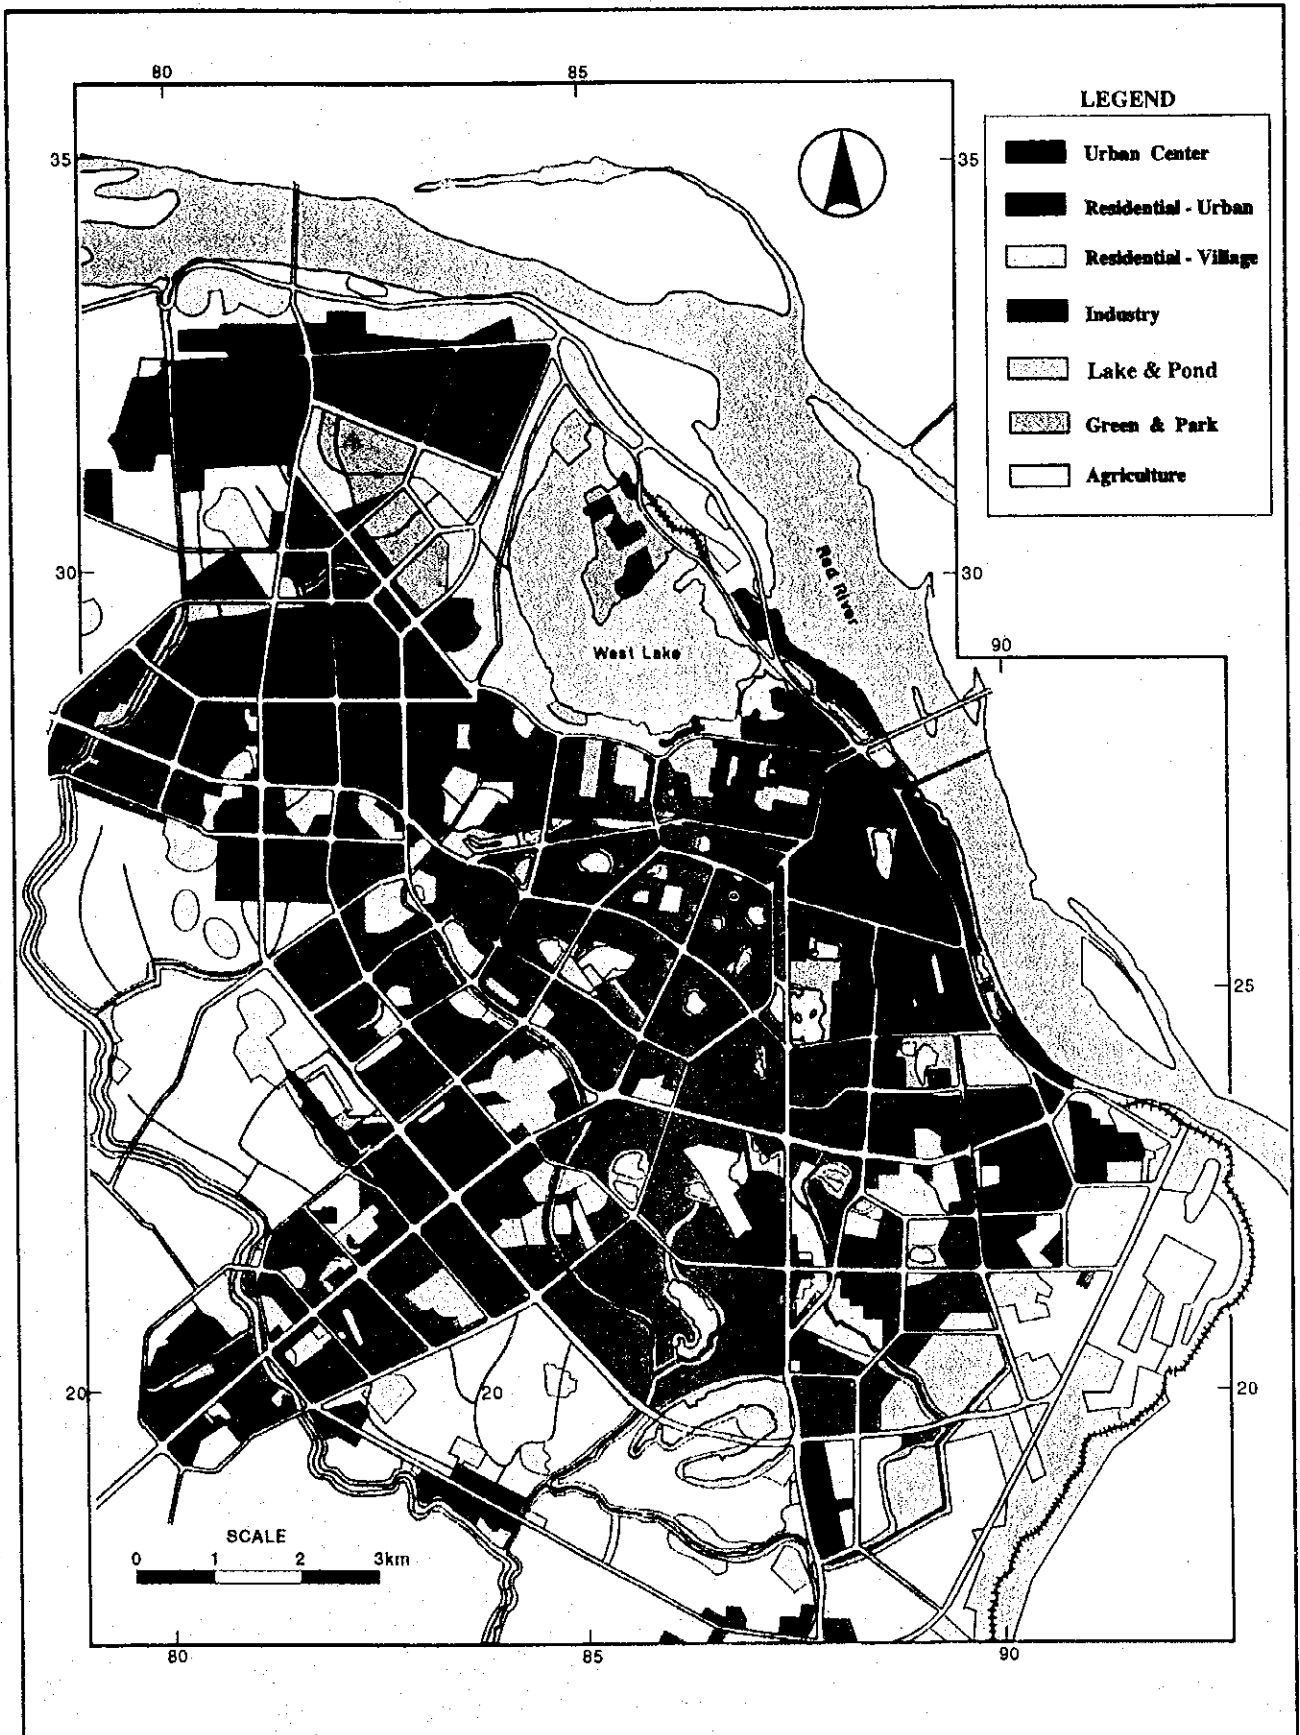 80
85
LEGEND
35
35
Urban Center
Residential - Urban
Residential - Village
Industry
Lake & Pond
Green & Park
Agriculture
30
30
Red River
West Lake
90
25
20
20
20
SCALE
0 1 2 3km
80
85
90